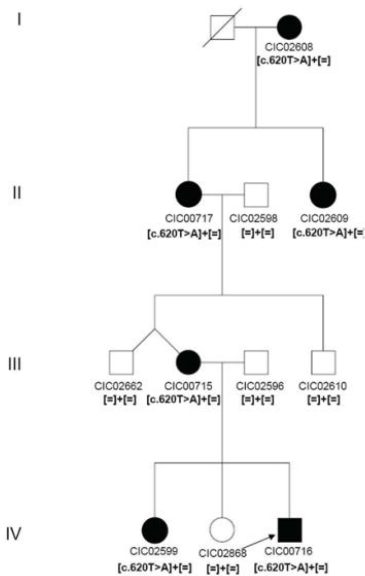 I
CIC02608
[c.620T>A]+[=]
II
CIC00717 CIC02598 CIC02609
[c.620T>A]+[=] [=]+[=] [c.620T>A]+[=]
III
CIC02662 CIC00715 CIC02596 CIC02610
[=]+[=] [c.620T>A]+[=] [=]+[=] [=]+[=]
IV
CIC02599 CIC02868 CIC00716
[c.620T>A]+[=] [=]+[=] [c.620T>A]+[=]